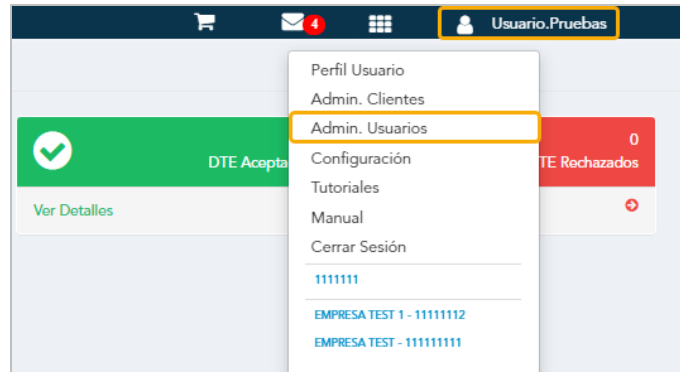 4
Usuario.Pruebas
Perfil Usuario
Admin. Clientes
Admin. Usuarios
Configuración
Tutoriales
Manual
Cerrar Sesión
1111111
EMPRESA TEST 1 - 11111112
EMPRESA TEST - 111111111
DTE Acepta
Ver Detalles
0
TE Rechazados